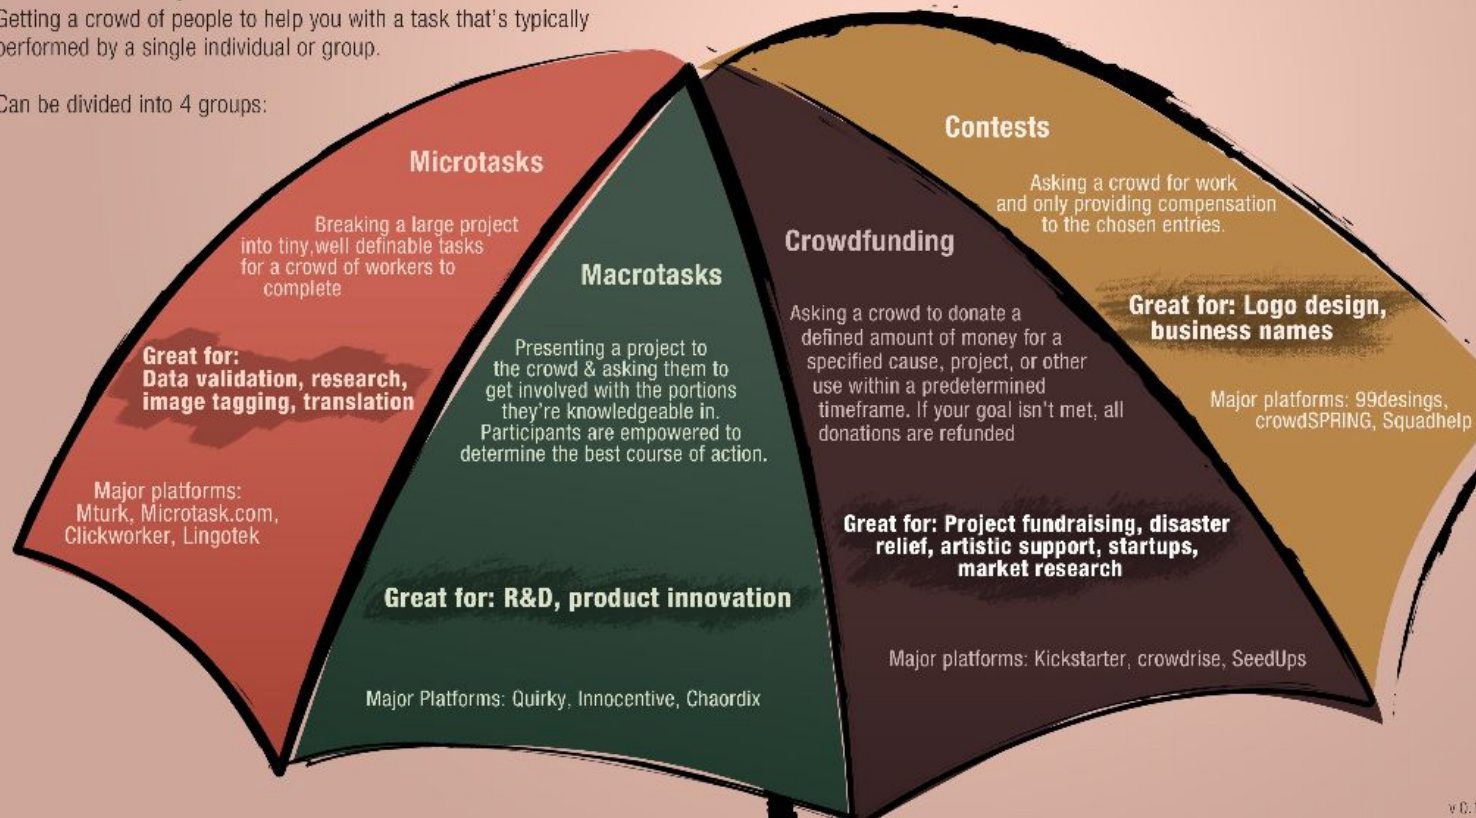 Getting a crowd of people to help you with a task that's typically
performed by a single individual or group.
Can be divided into 4 groups:
Microtasks
Breaking a large project
into tiny,well definable tasks
for a crowd of workers to
complete
Great for:
Data validation, research,
image tagging, translation
Major platforms:
Mturk, Microtask.com,
Clickworker, Lingotek
Macrotasks
Presenting a project to
the crowd & asking them to
get involved with the portions
they're knowledgeable in.
Participants are empowered to
determine the best course of action.
Great for: R&D, product innovation
Major Platforms: Quirky, Innocentive, Chaordix
Crowdfunding
Asking a crowd to donate a
defined amount of money for a
specified cause, project, or other
use within a predetermined
timeframe. If your goal isn't met, all
donations are refunded
Great for: Project fundraising, disaster
relief, artistic support, startups,
market research
Major platforms: Kickstarter, crowdrise, SeedUps
Contests
Asking a crowd for work
and only providing compensation
to the chosen entries.
Great for: Logo design,
business names
Major platforms: 99desings,
crowdSPRING, Squadhelp